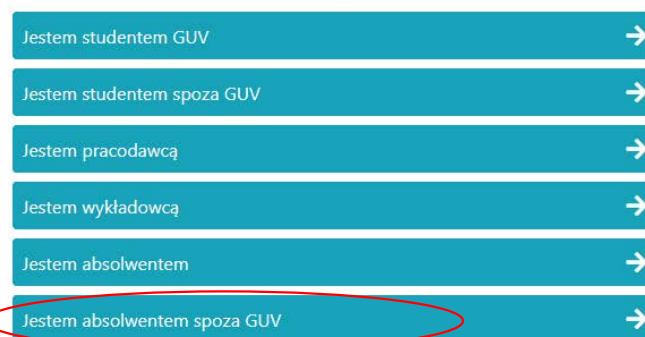 Jestem studentem GUV
Jestem studentem spoza GUV
Jestem pracodawcą
Jestem wykładowcą
Jestem absolwentem
Jestem absolwentem spoza GUV